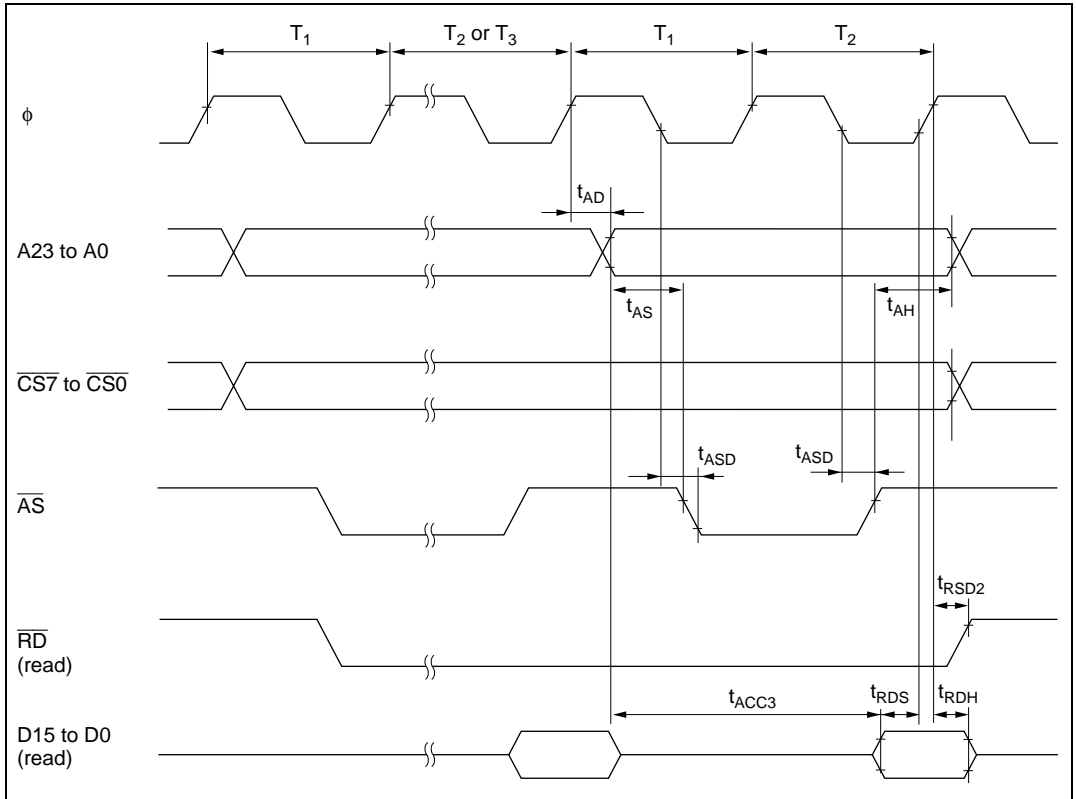 T1 T2 or T3 T1 T2
ϕ
tAD
A23 to A0
tAS tAH
CS7 to CS0
tASD tASD
AS
tRSD2
RD
(read)
tACC3 tRDS tRDH
D15 to D0
(read)